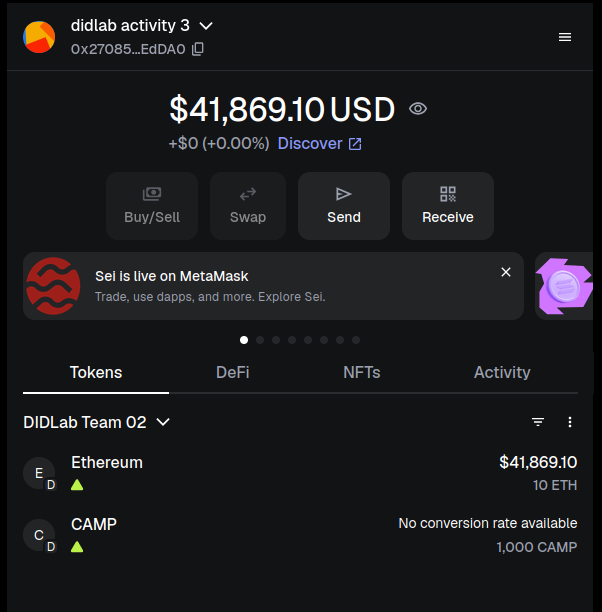 didlab activity 3
0x27085...EdDA0
$41,869.10 USD
+$0 (+0.00%) Discover
Buy/Sell
Swap
Send
Receive
Sei is live on MetaMask
Trade, use dapps, and more. Explore Sei.
Tokens
DeFi
NFTs
Activity
DIDLab Team 02
E
D
Ethereum
$41,869.10
10 ETH
C
D
CAMP
No conversion rate available
1,000 CAMP